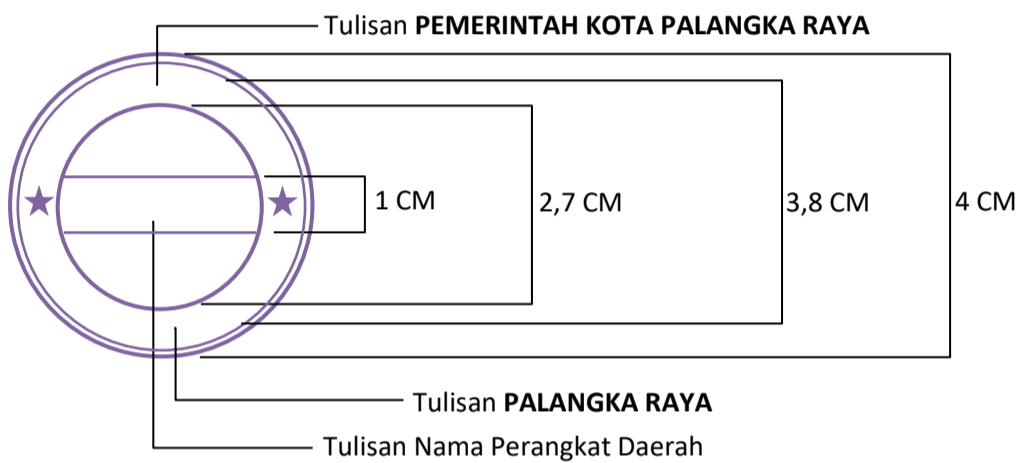 Tulisan PEMERINTAH KOTA PALANGKA RAYA
1 CM
2,7 CM
3,8 CM
4 CM
Tulisan PALANGKA RAYA
Tulisan Nama Perangkat Daerah